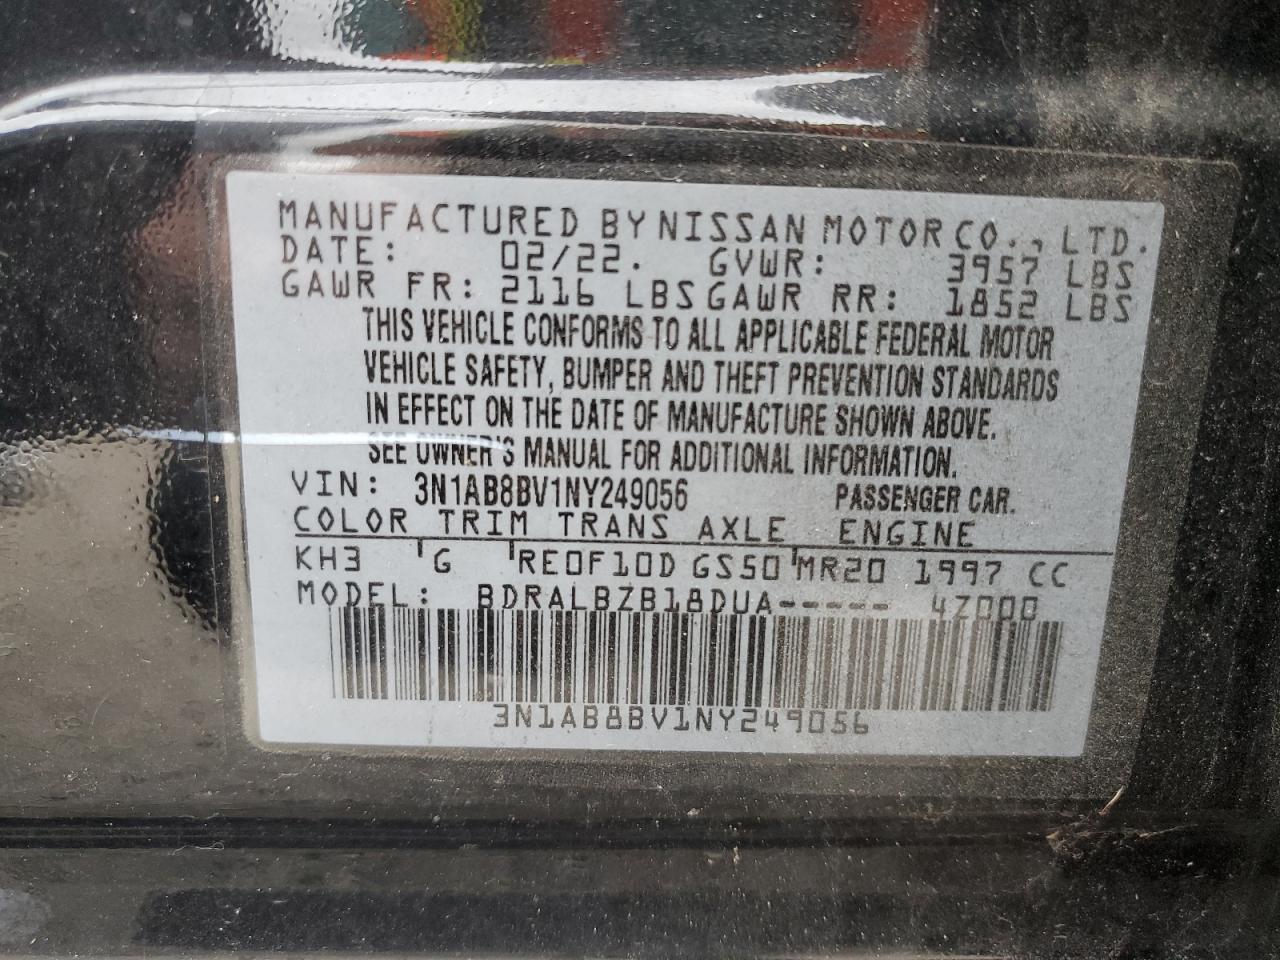 MANUFACTURED BY NISSAN MOTOR CO., LTD.
DATE: 02/22. GVWR: 3957 LBS
GAWR FR: 2116 LBS GAWR RR: 1852 LBS
THIS VEHICLE CONFORMS TO ALL APPLICABLE FEDERAL MOTOR
VEHICLE SAFETY, BUMPER AND THEFT PREVENTION STANDARDS
IN EFFECT ON THE DATE OF MANUFACTURE SHOWN ABOVE.
SEE OWNER'S MANUAL FOR ADDITIONAL INFORMATION.
VIN: 3N1AB8BV1NY249056 PASSENGER CAR.
COLOR TRIM TRANS AXLE ENGINE
KH3 G RE0F10D GS50 MR20 1997 CC
MODEL: BDRALBZB18DUA----- 4Z000
3N1AB8BV1NY249056